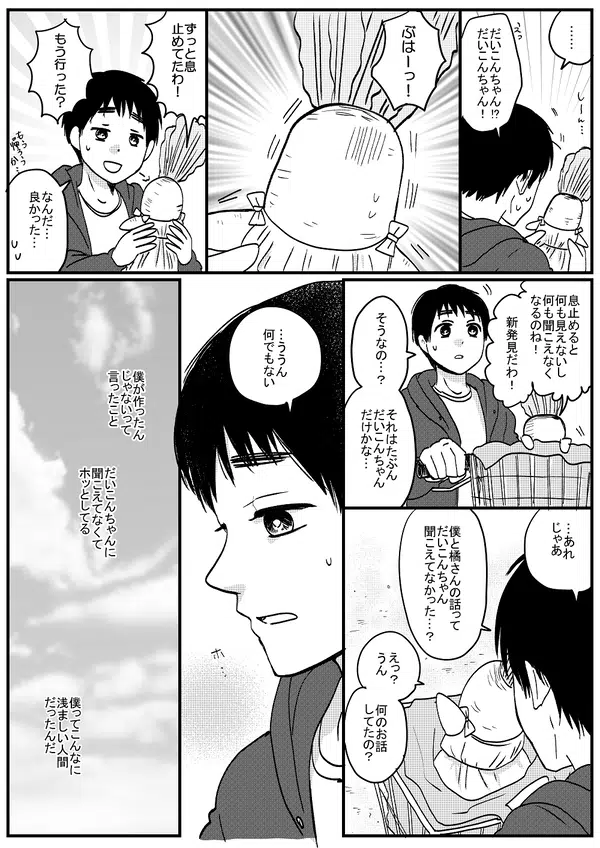 ……
えっ
だいこんちゃん⁉
だいこんちゃん！
しーん…
ぶはーっ！
ずっと息
止めてたわ！
もう行った？
なんだ…
良かった…
息止めると
何も見えないし
何も聞こえなく
なるのね！
新発見だわ！
そうなの…？
それはたぶん
だいこんちゃん
だけかな…
…あれ
じゃあ
僕と橘さんの話って
だいこんちゃん
聞こえてなかった…？
えっ？
うん
何のお話
してたの？
…ううん
何でもない
ホッ…
僕が作ったん
じゃないって
言ったこと
だいこんちゃんに
聞こえてなくて
ホッとしてる
僕ってこんなに
浅ましい人間
だったんだ